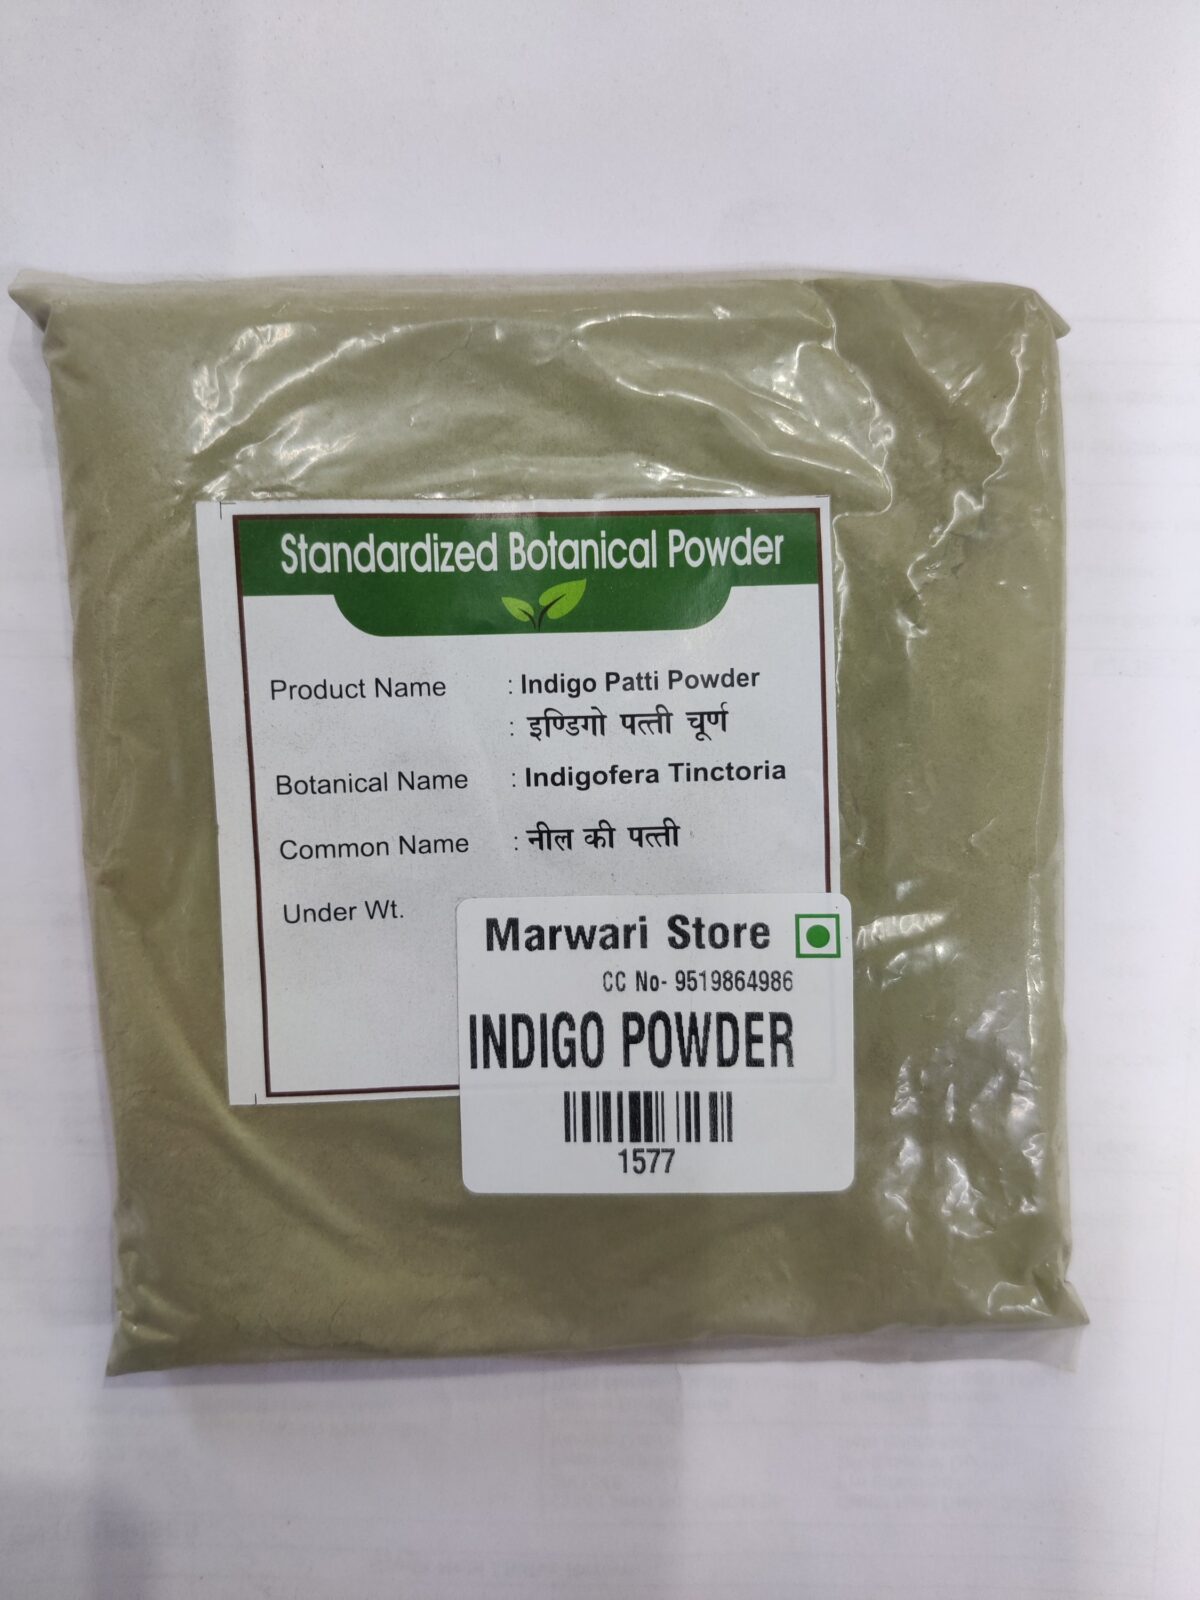 Standardized Botanical Powder
Product Name : Indigo Patti Powder
: इण्डिगो पत्ती चूर्ण
Botanical Name : Indigofera Tinctoria
Common Name : नील की पत्ती
Under Wt.
Marwari Store
CC No- 9519864986
INDIGO POWDER
1577